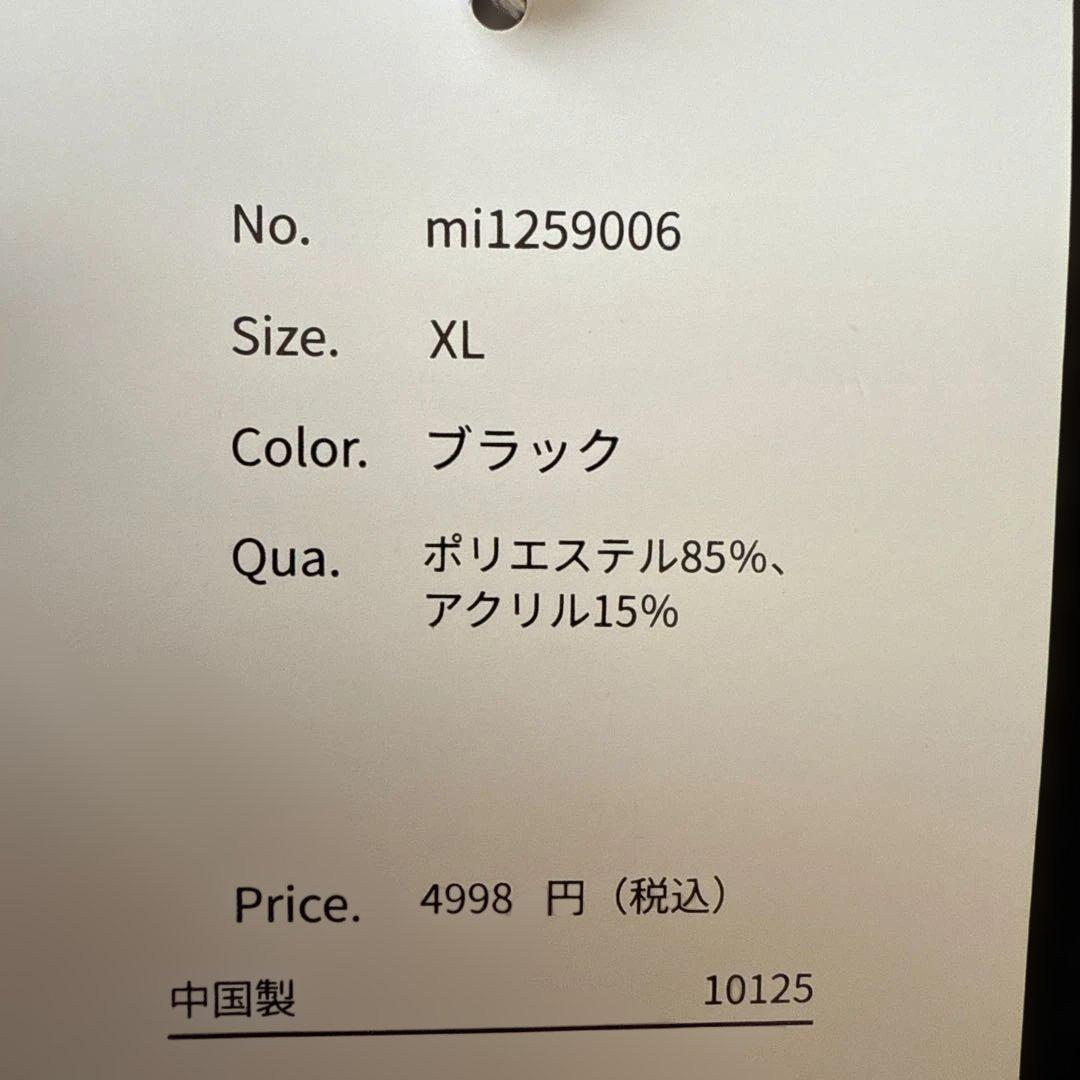 No. mi1259006
Size. XL
Color. ブラック
Qua. ポリエステル85%、
アクリル15%
Price. 4998 円（税込）
中国製 10125